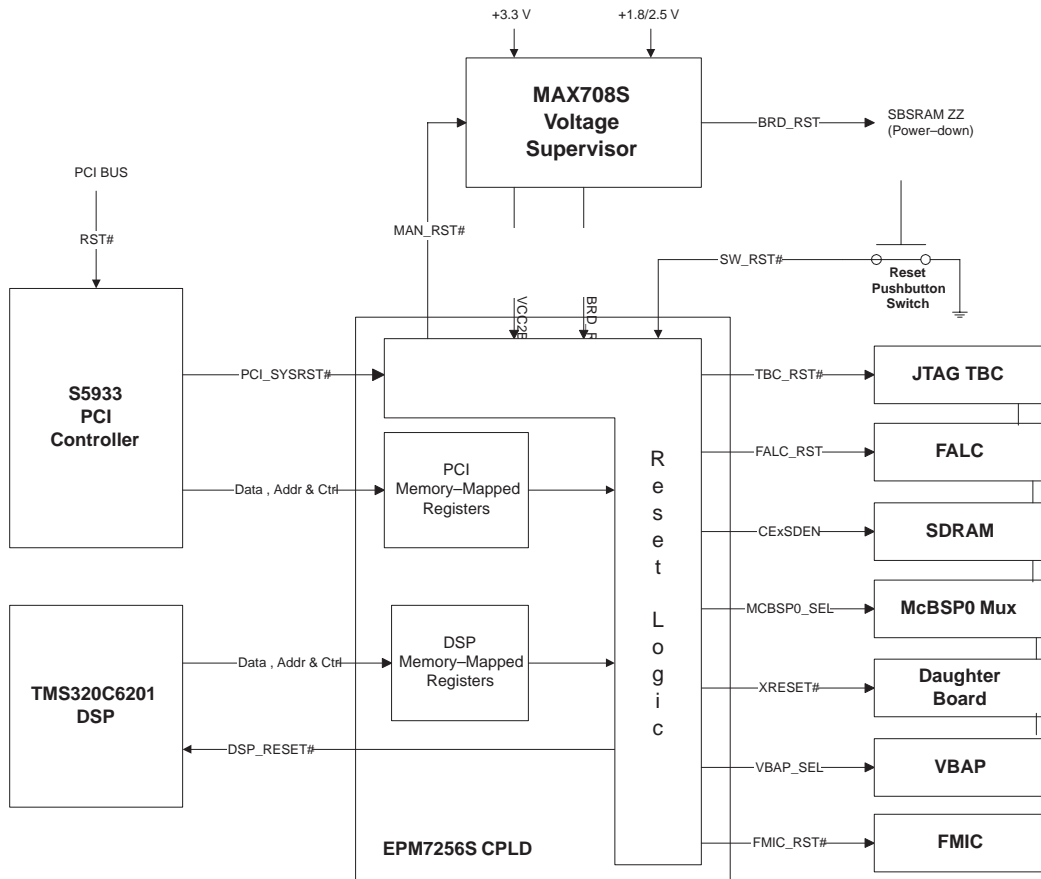 +3.3 V
+1.8/2.5 V
MAX708S
Voltage
Supervisor
BRD_RST
SBSRAM ZZ
(Power–down)
PCI BUS
RST#
MAN_RST#
SW_RST#
Reset
Pushbutton
Switch
S5933
PCI
Controller
PCI_SYSRST#
Data , Addr & Ctrl
PCI
Memory–Mapped
Registers
TMS320C6201
DSP
Data , Addr & Ctrl
DSP
Memory–Mapped
Registers
DSP_RESET#
EPM7256S CPLD
Reset Logic
TBC_RST#
JTAG TBC
FALC_RST
FALC
CExSDEN
SDRAM
MCBSP0_SEL
McBSP0 Mux
XRESET#
Daughter
Board
VBAP_SEL
VBAP
FMIC_RST#
FMIC